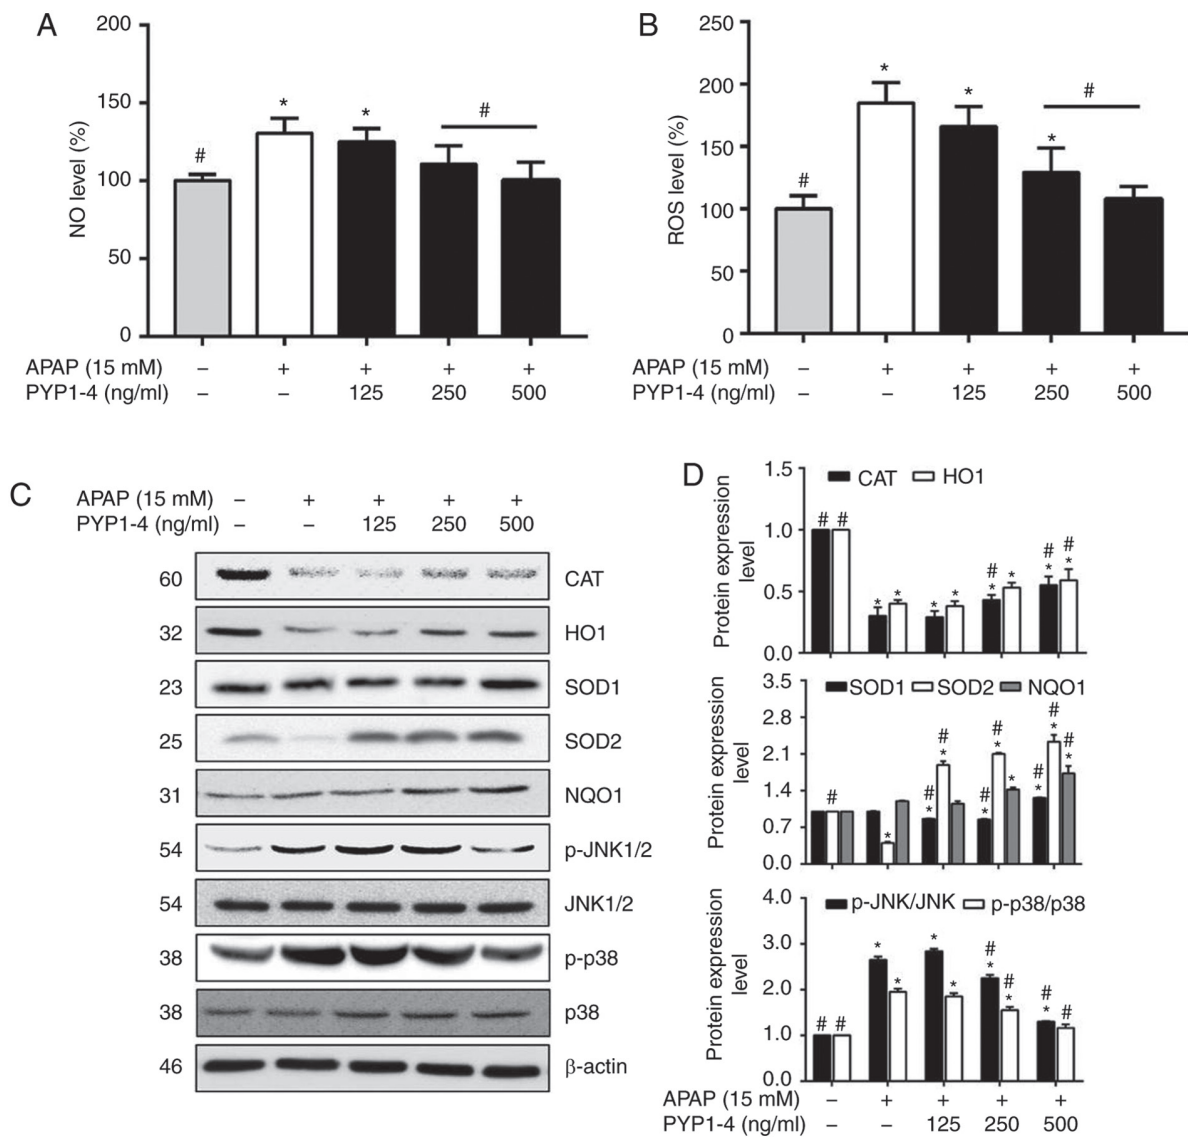 A
200
150
100
50
0
NO level (%)
#
*
*
#
APAP (15 mM) – + + + +
PYP1-4 (ng/ml) – – 125 250 500
B
250
200
150
100
50
0
ROS level (%)
#
*
*
*
#
APAP (15 mM) – + + + +
PYP1-4 (ng/ml) – – 125 250 500
C
APAP (15 mM) – + + + +
PYP1-4 (ng/ml) – – 125 250 500
60 CAT
32 HO1
23 SOD1
25 SOD2
31 NQO1
54 p-JNK1/2
54 JNK1/2
38 p-p38
38 p38
46 β-actin
D
CAT HO1
1.5
1.0
0.5
0.0
Protein expression
level
# #
* *
* *
# *
*
# #
* *
SOD1 SOD2 NQO1
3.5
2.8
2.1
1.4
0.7
0.0
Protein expression
level
#
*
# #
* *
# # *
* *
# # #
* * *
p-JNK/JNK p-p38/p38
4.0
3.0
2.0
1.0
0.0
Protein expression
level
# #
* *
* *
# #
* *
# #
*
APAP (15 mM) – + + + +
PYP1-4 (ng/ml) – – 125 250 500